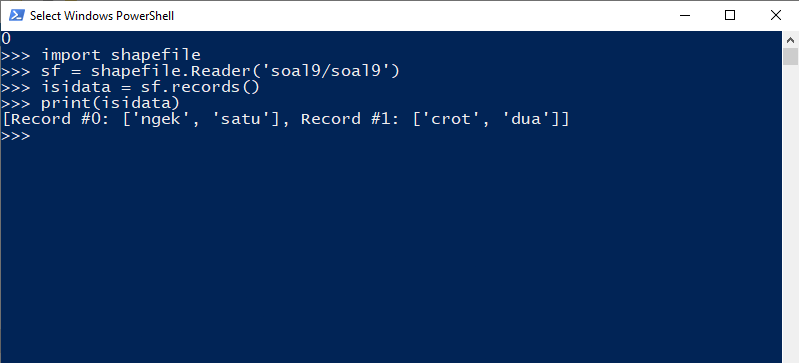 Select Windows PowerShell
0
>>> import shapefile
>>> sf = shapefile.Reader('soal9/soal9')
>>> isidata = sf.records()
>>> print(isidata)
[Record #0: ['ngek', 'satu'], Record #1: ['crot', 'dua']]
>>>